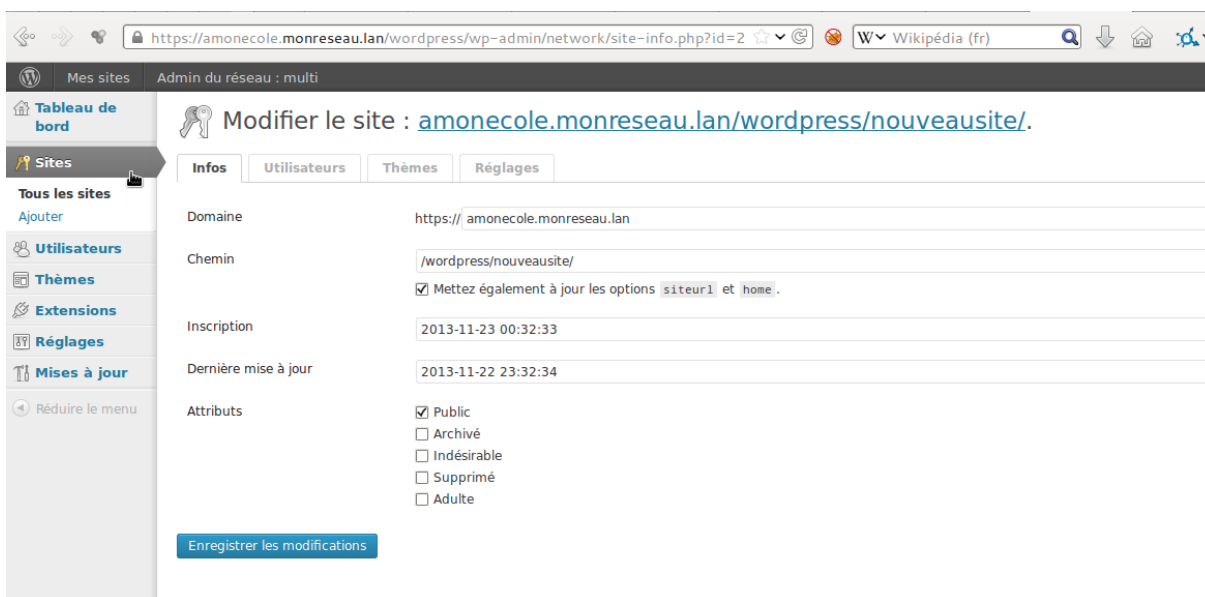 https://amonecole.monreseau.lan/wordpress/wp-admin/network/site-info.php?id=2
W Wikipédia (fr)
Mes sites
Admin du réseau : multi
Tableau de bord
Modifier le site : amonecole.monreseau.lan/wordpress/nouveausite/.
Sites
Infos
Utilisateurs
Thèmes
Réglages
Tous les sites
Ajouter
Utilisateurs
Thèmes
Extensions
Réglages
Mises à jour
Réduire le menu
Domaine
https:// amonecole.monreseau.lan
Chemin
/wordpress/nouveausite/
Mettez également à jour les options siteurl et home.
Inscription
2013-11-23 00:32:33
Dernière mise à jour
2013-11-22 23:32:34
Attributs
Public
Archivé
Indésirable
Supprimé
Adulte
Enregistrer les modifications